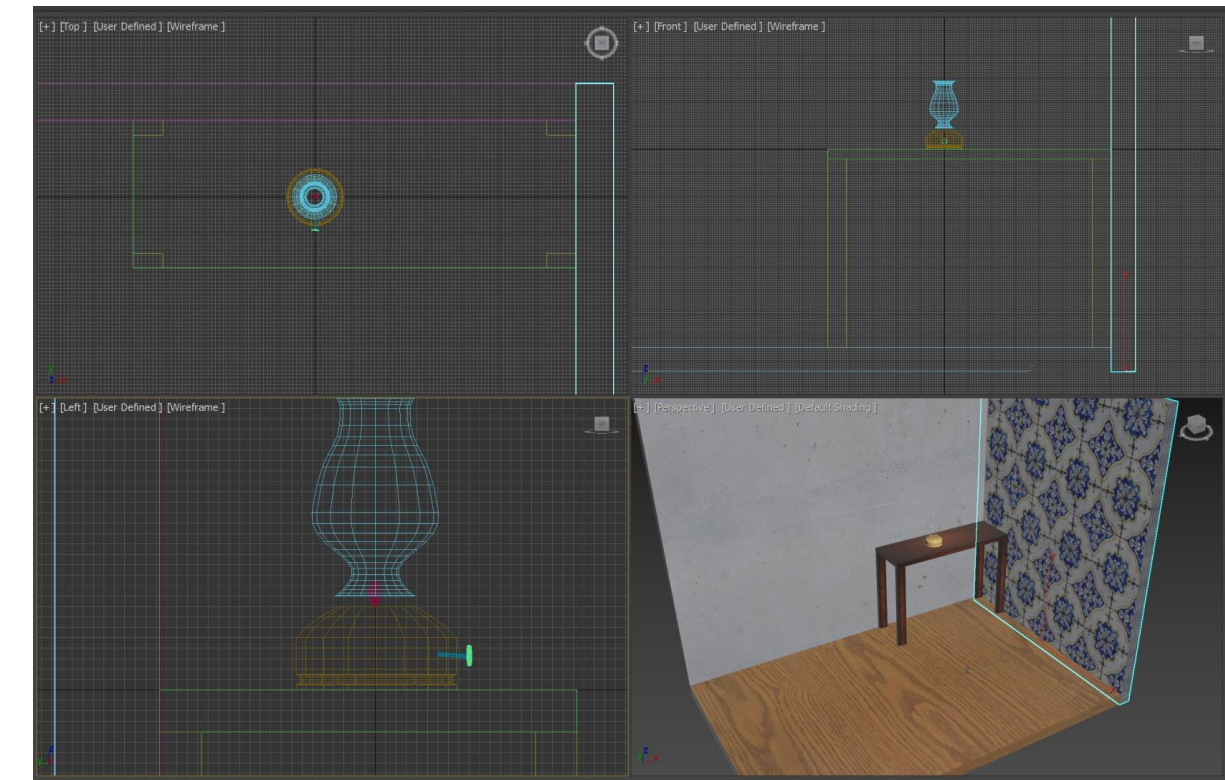 [+] [Top ] [User Defined ] [Wireframe ]
[+] [Front ] [User Defined ] [Wireframe ]
[+] [Left ] [User Defined ] [Wireframe ]
[+] [Perspective ] [User Defined ] [Default Shading ]